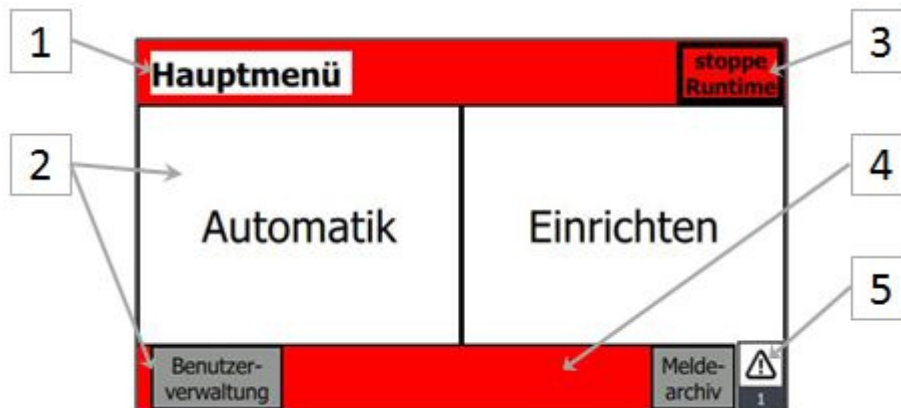 1
Hauptmenü
stoppe
Runtime
3
2
Automatik
Einrichten
4
5
Benutzer-
verwaltung
Melde-
archiv
1